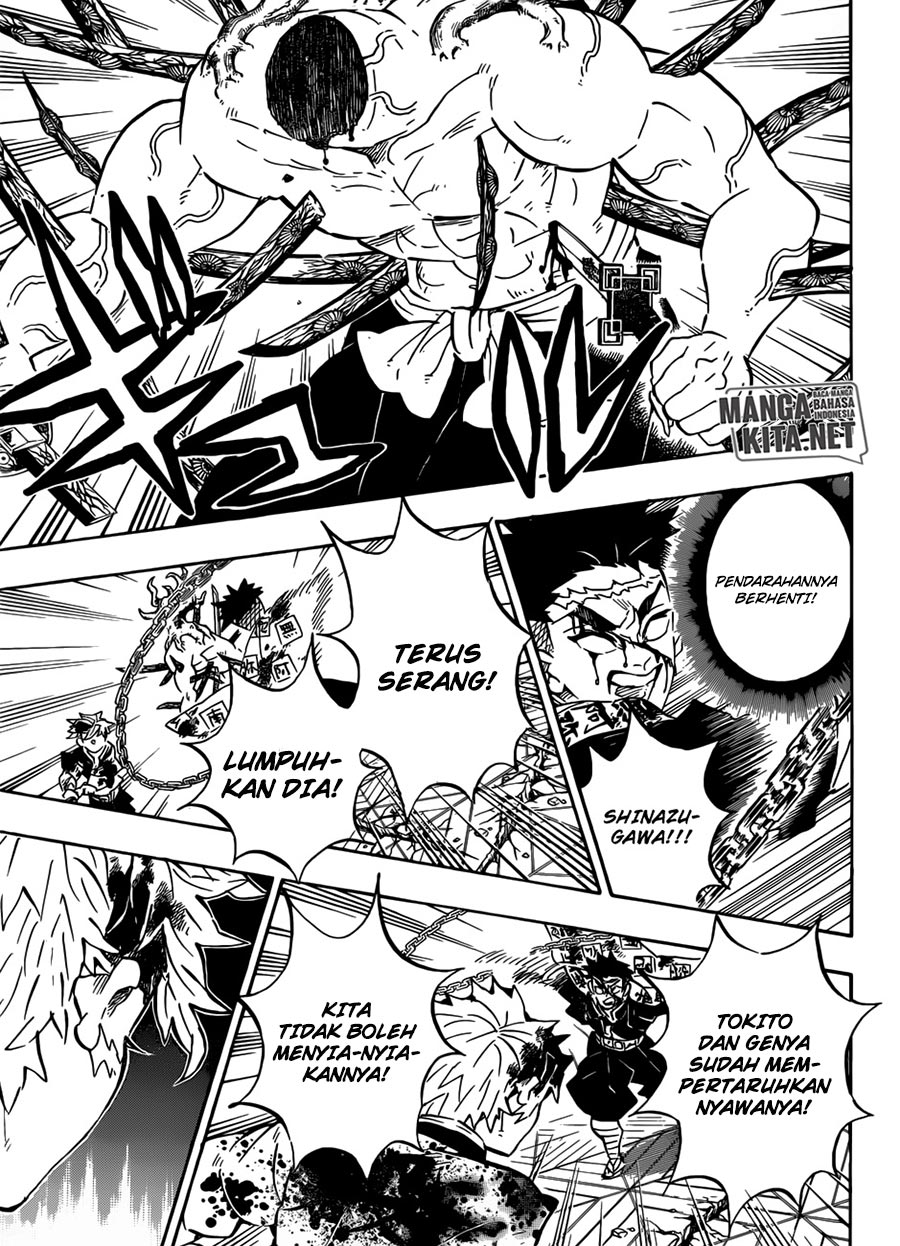 MANGA
KITA.NET
BACA MANGA
BAHASA
INDONESIA
PENDARAHANNYA
BERHENTI!
SHINAZU-
GAWA!!!
TERUS
SERANG!
LUMPUH-
KAN DIA!
TOKITO
DAN GENYA
SUDAH MEM-
PERTARUHKAN
NYAWANYA!
KITA
TIDAK BOLEH
MENYIA-NYIA-
KANNYA!